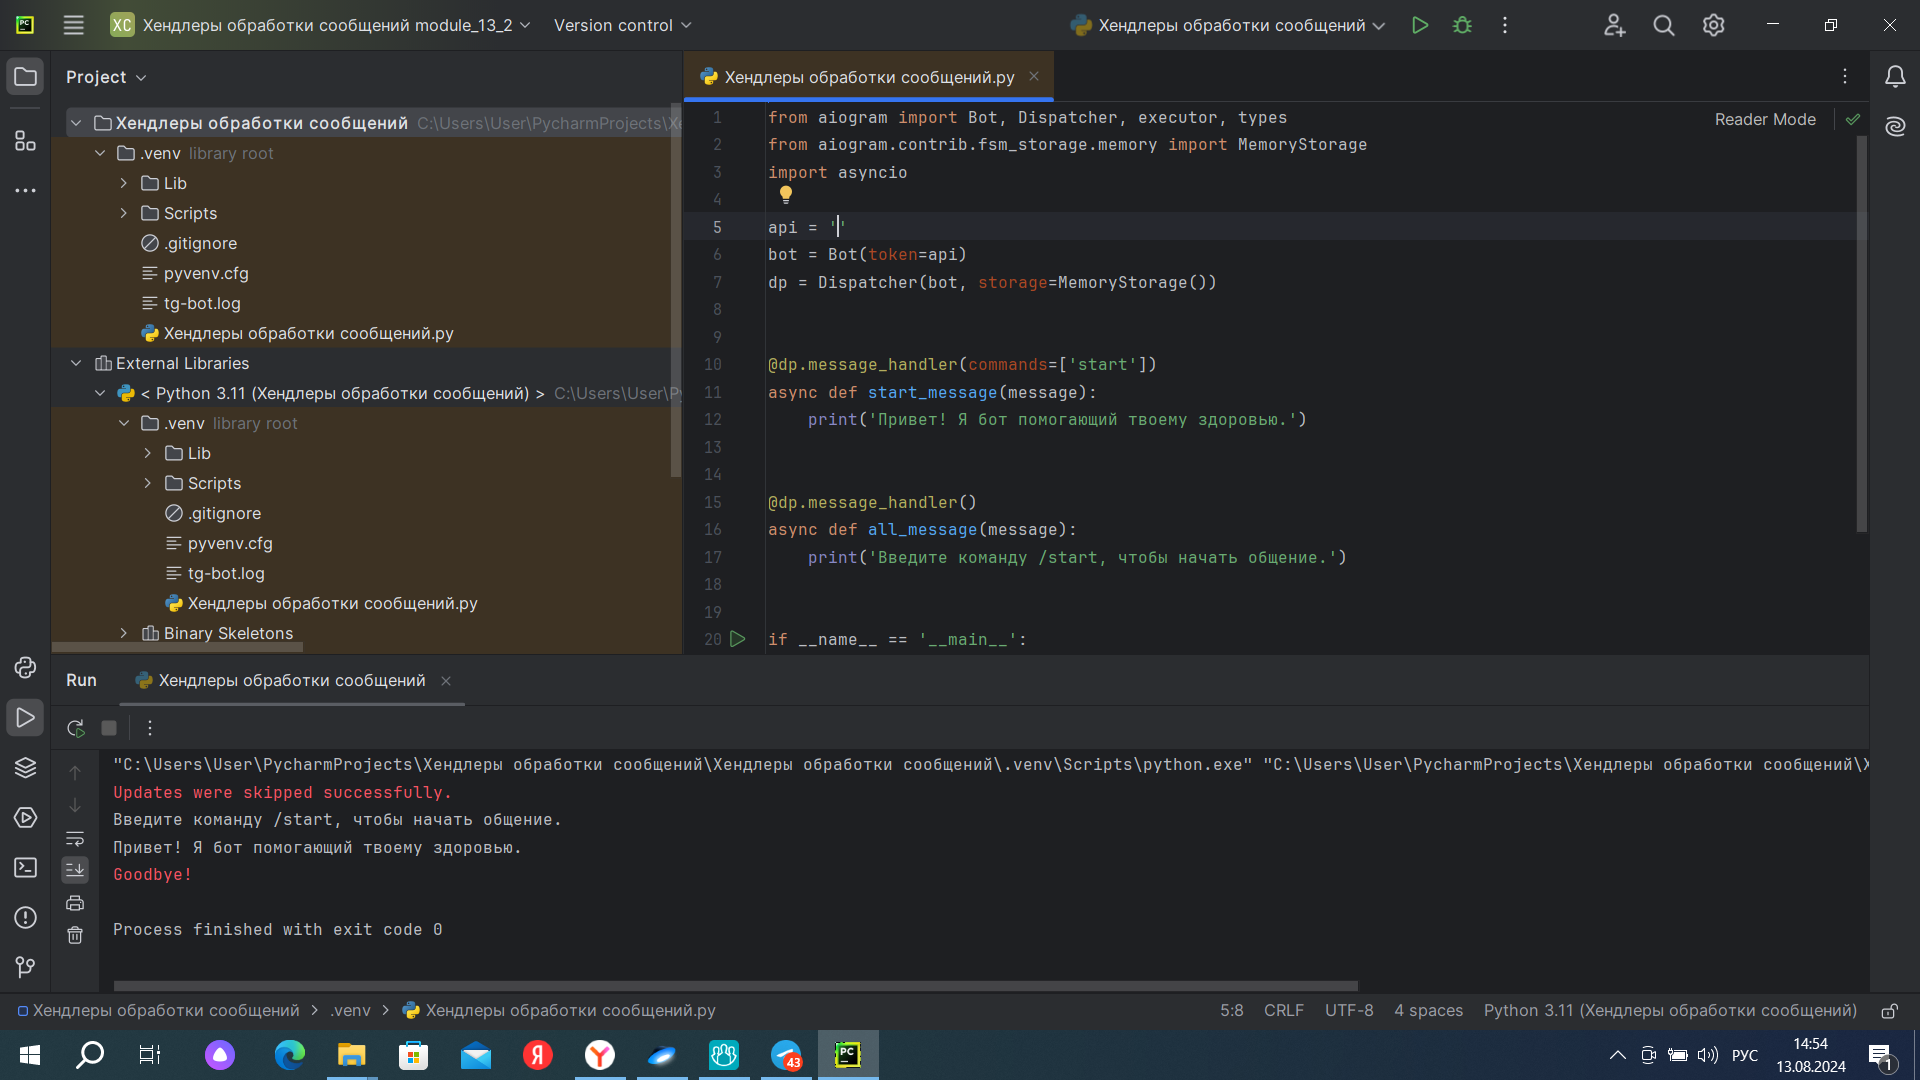 XC Хендлеры обработки сообщений module_13_2 Version control
Хендлеры обработки сообщений
Project
Хендлеры обработки сообщений C:\Users\User\PycharmProjects\Хе
.venv library root
Lib
Scripts
.gitignore
pyvenv.cfg
tg-bot.log
Хендлеры обработки сообщений.py
External Libraries
< Python 3.11 (Хендлеры обработки сообщений) > C:\Users\User\Py
.venv library root
Lib
Scripts
.gitignore
pyvenv.cfg
tg-bot.log
Хендлеры обработки сообщений.py
Binary Skeletons
Хендлеры обработки сообщений.py
Reader Mode
1 from aiogram import Bot, Dispatcher, executor, types
2 from aiogram.contrib.fsm_storage.memory import MemoryStorage
3 import asyncio
4
5 api = ''
6 bot = Bot(token=api)
7 dp = Dispatcher(bot, storage=MemoryStorage())
8
9
10 @dp.message_handler(commands=['start'])
11 async def start_message(message):
12 print('Привет! Я бот помогающий твоему здоровью.')
13
14
15 @dp.message_handler()
16 async def all_message(message):
17 print('Введите команду /start, чтобы начать общение.')
18
19
20 if __name__ == '__main__':
Run Хендлеры обработки сообщений
"C:\Users\User\PycharmProjects\Хендлеры обработки сообщений\Хендлеры обработки сообщений\.venv\Scripts\python.exe" "C:\Users\User\PycharmProjects\Хендлеры обработки сообщений\Х
Updates were skipped successfully.
Введите команду /start, чтобы начать общение.
Привет! Я бот помогающий твоему здоровью.
Goodbye!
Process finished with exit code 0
Хендлеры обработки сообщений > .venv > Хендлеры обработки сообщений.py
5:8 CRLF UTF-8 4 spaces Python 3.11 (Хендлеры обработки сообщений)
43
PC
РУС
14:54
13.08.2024
1